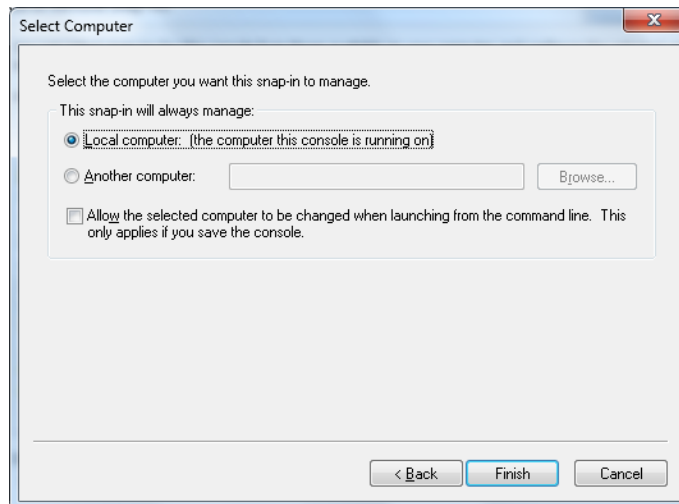 Select Computer
Select the computer you want this snap-in to manage.
This snap-in will always manage:
Local computer:  (the computer this console is running on)
Another computer:
Browse...
Allow the selected computer to be changed when launching from the command line.  This
only applies if you save the console.
< Back
Finish
Cancel